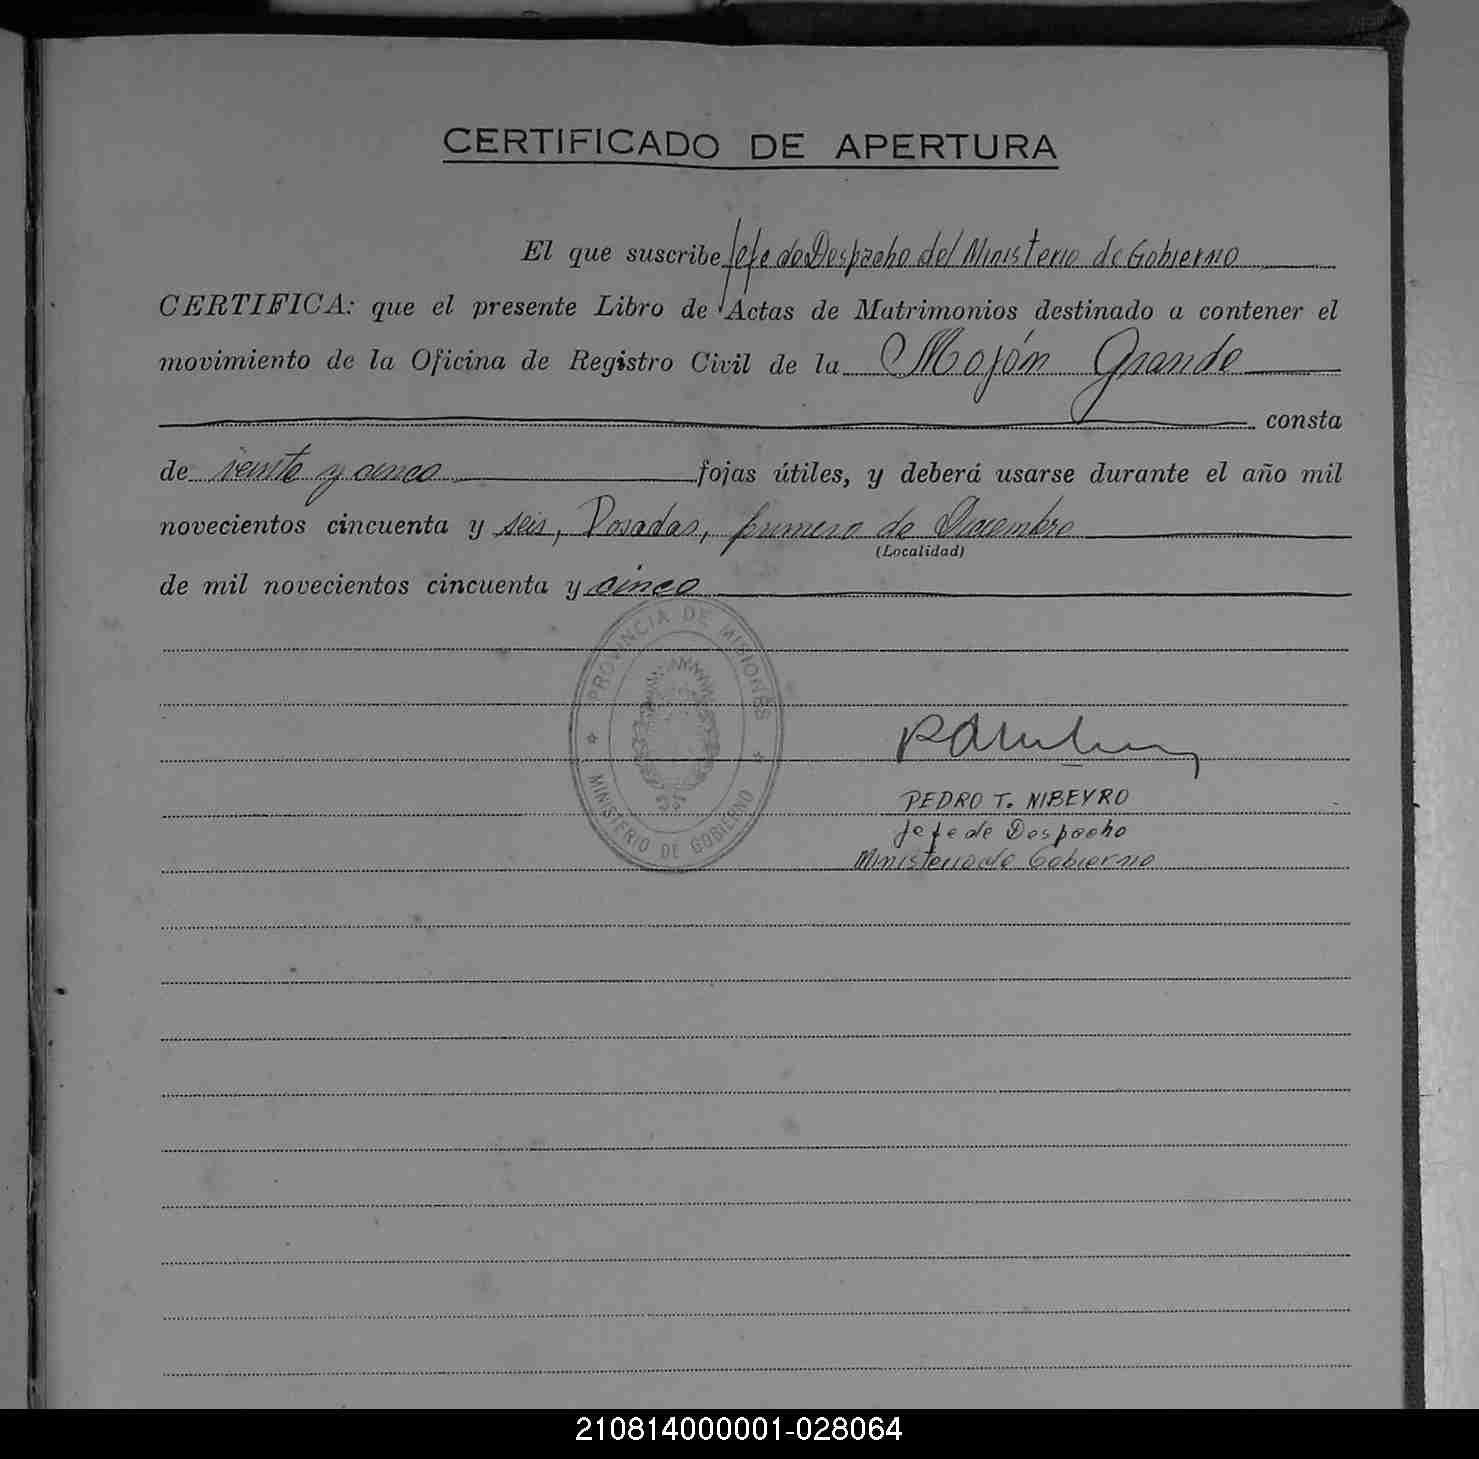 CERTIFICADO DE APERTURA
El que suscribe Jefe de Despacho del Ministerio de Gobierno
CERTIFICA: que el presente Libro de Actas de Matrimonios destinado a contener el
movimiento de la Oficina de Registro Civil de la Mojón Grande
consta
de veinte y cinco fojas útiles, y deberá usarse durante el año mil
novecientos cincuenta y seis, Posadas, primero de Diciembre
(Localidad)
de mil novecientos cincuenta y cinco
PROVINCIA DE MISIONES
MINISTERIO DE GOBIERNO
PEDRO T. NIBEYRO
Jefe de Despacho
Ministerio de Gobierno
210814000001-028064